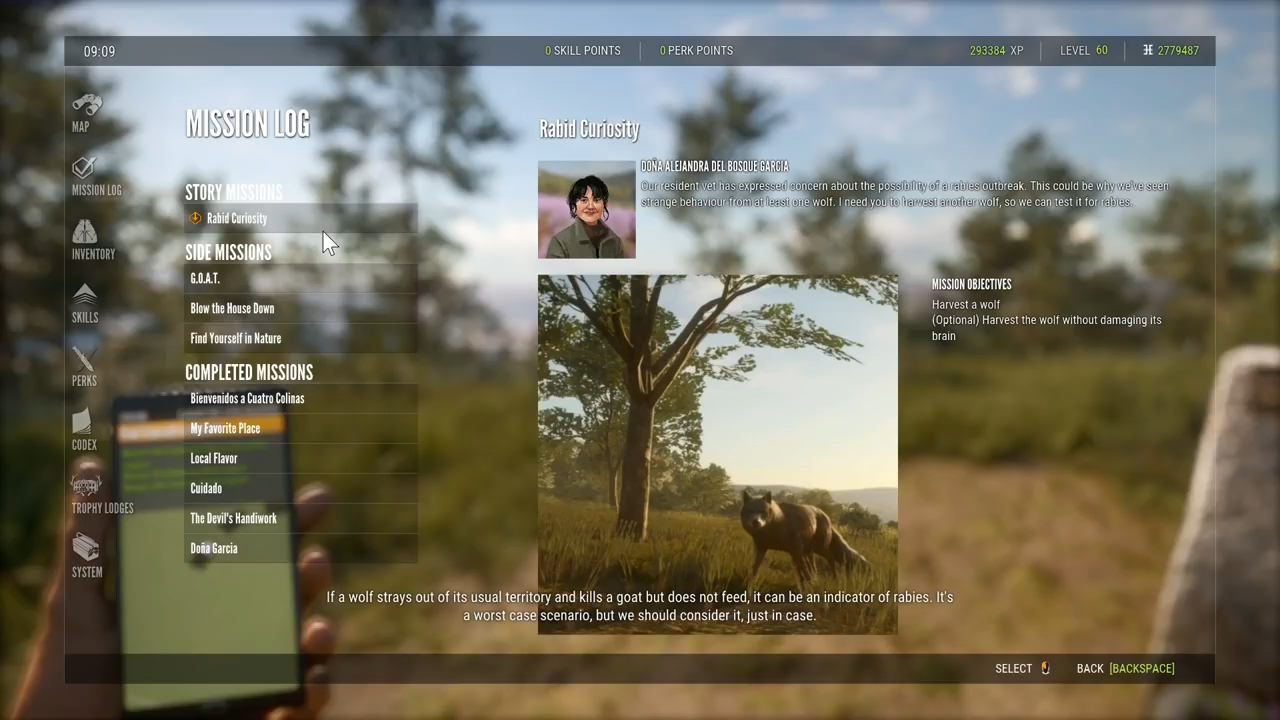 09:09
0 SKILL POINTS
0 PERK POINTS
293384 XP
LEVEL 60
2779487
MAP
MISSION LOG
INVENTORY
SKILLS
PERKS
CODEX
TROPHY LODGES
SYSTEM
MISSION LOG
STORY MISSIONS
Rabid Curiosity
SIDE MISSIONS
G.O.A.T.
Blow the House Down
Find Yourself in Nature
COMPLETED MISSIONS
Bienvenidos a Cuatro Colinas
My Favorite Place
Local Flavor
Cuidado
The Devil's Handiwork
Doña Garcia
Rabid Curiosity
DOÑA ALEJANDRA DEL BOSQUE GARCIA
Our resident vet has expressed concern about the possibility of a rabies outbreak. This could be why we've seen
strange behaviour from at least one wolf. I need you to harvest another wolf, so we can test it for rabies.
MISSION OBJECTIVES
Harvest a wolf
(Optional) Harvest the wolf without damaging its
brain
If a wolf strays out of its usual territory and kills a goat but does not feed, it can be an indicator of rabies. It's
a worst case scenario, but we should consider it, just in case.
SELECT
BACK [BACKSPACE]